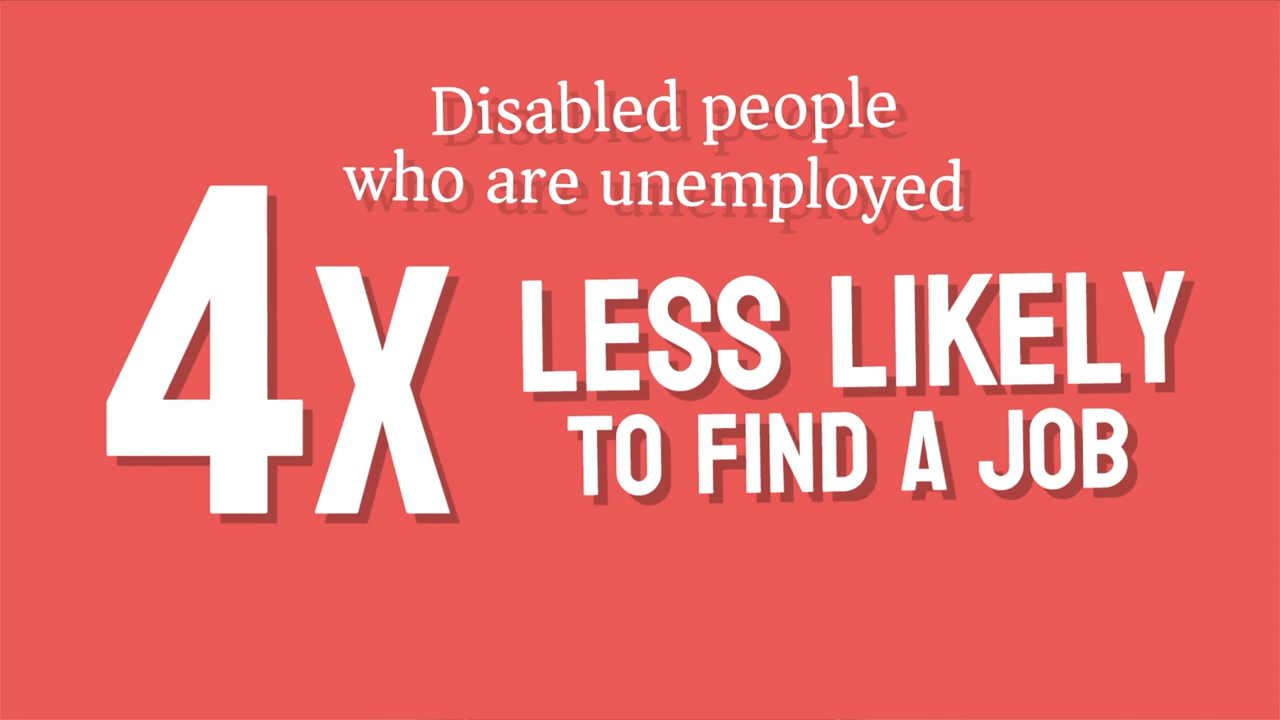 Disabled people
who are unemployed
4x LESS LIKELY
TO FIND A JOB